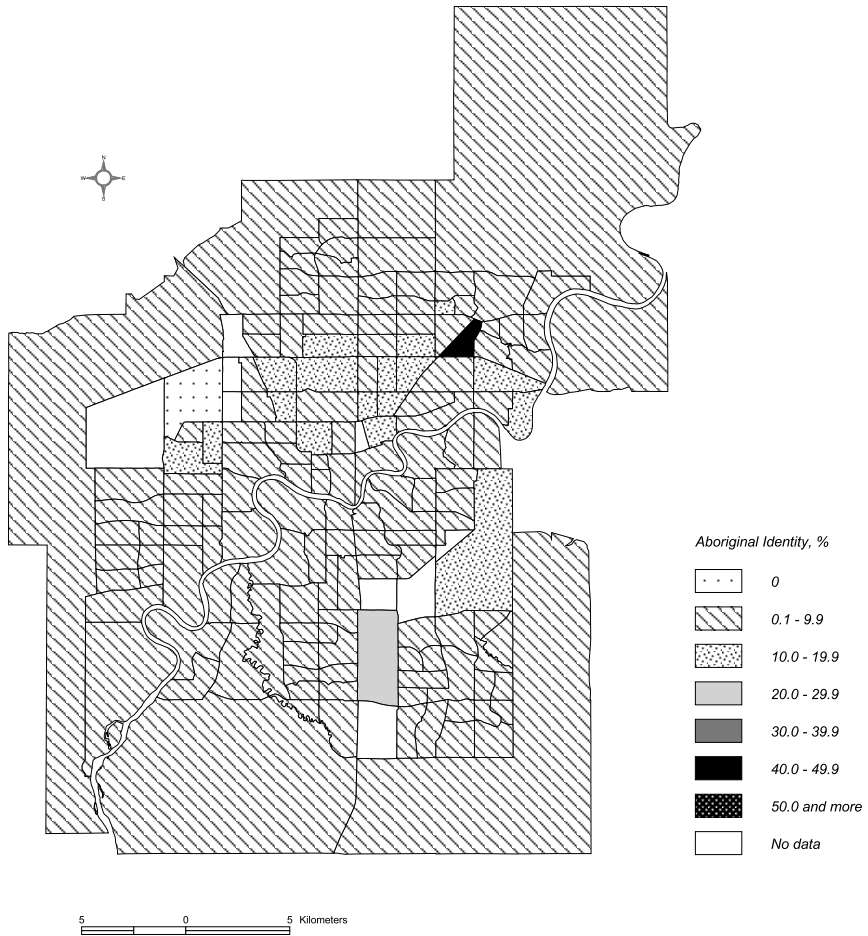 N
W E
S
Aboriginal Identity, %
0
0.1 - 9.9
10.0 - 19.9
20.0 - 29.9
30.0 - 39.9
40.0 - 49.9
50.0 and more
No data
5 0 5 Kilometers